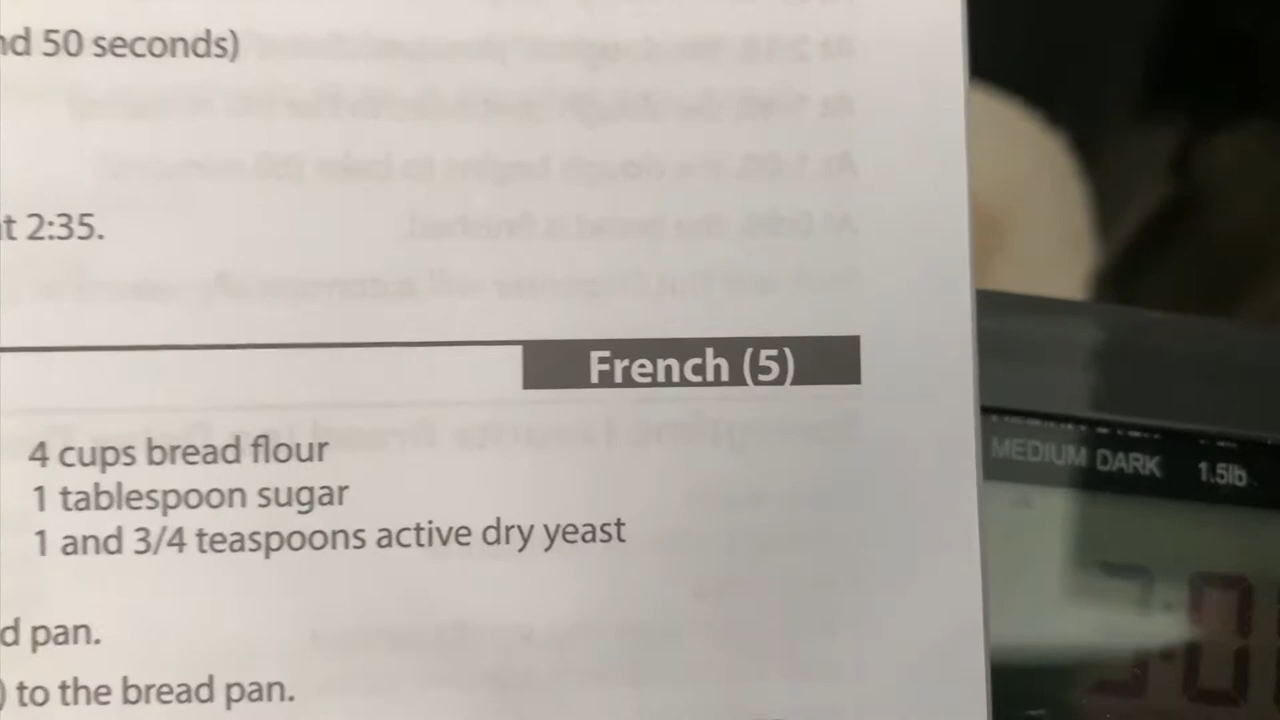 nd 50 seconds)
t 2:35.
French (5)
4 cups bread flour
1 tablespoon sugar
1 and 3/4 teaspoons active dry yeast
MEDIUM DARK 1.5lb
d pan.
) to the bread pan.